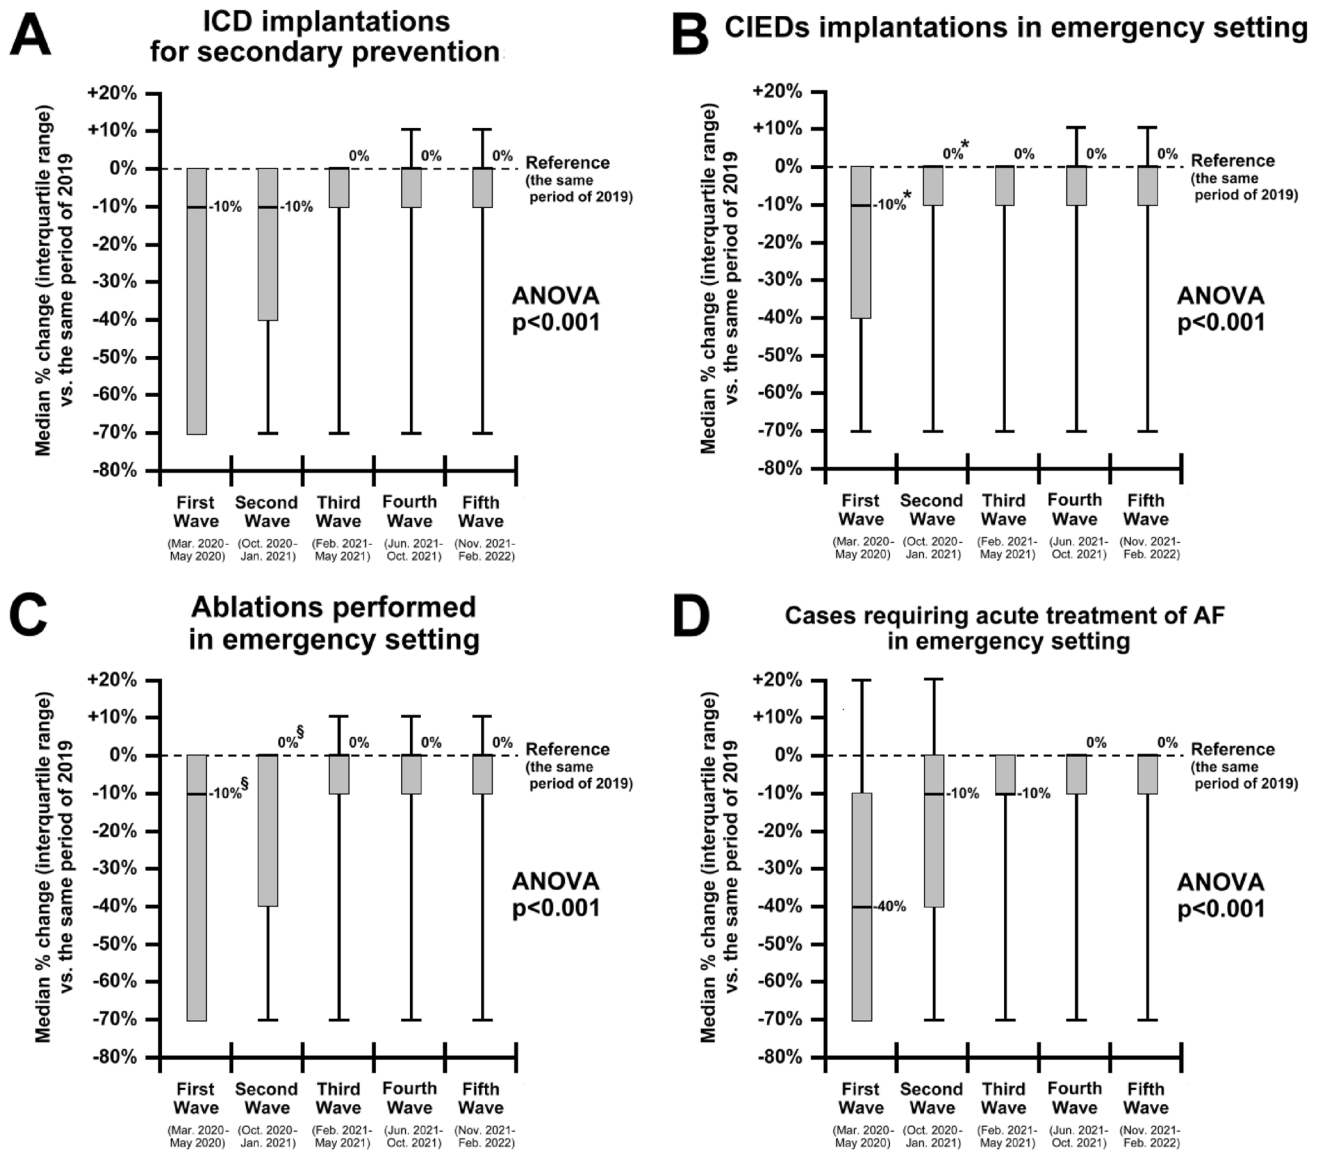 A
ICD implantations
for secondary prevention
Median % change (interquartile range)
vs. the same period of 2019
+20%
+10%
0%
-10%
-20%
-30%
-40%
-50%
-60%
-70%
-80%
-10%
-10%
0%
0%
0%
Reference
(the same
period of 2019)
ANOVA
p<0.001
First Second Third Fourth Fifth
Wave Wave Wave Wave Wave
(Mar. 2020- (Oct. 2020- (Feb. 2021- (Jun. 2021- (Nov. 2021-
May 2020) Jan. 2021) May 2021) Oct. 2021) Feb. 2022)
B
CIEDs implantations in emergency setting
Median % change (interquartile range)
vs. the same period of 2019
+20%
+10%
0%
-10%
-20%
-30%
-40%
-50%
-60%
-70%
-80%
-10%*
0%*
0%
0%
0%
Reference
(the same
period of 2019)
ANOVA
p<0.001
First Second Third Fourth Fifth
Wave Wave Wave Wave Wave
(Mar. 2020- (Oct. 2020- (Feb. 2021- (Jun. 2021- (Nov. 2021-
May 2020) Jan. 2021) May 2021) Oct. 2021) Feb. 2022)
C
Ablations performed
in emergency setting
Median % change (interquartile range)
vs. the same period of 2019
+20%
+10%
0%
-10%
-20%
-30%
-40%
-50%
-60%
-70%
-80%
-10%§
0%§
0%
0%
0%
Reference
(the same
period of 2019)
ANOVA
p<0.001
First Second Third Fourth Fifth
Wave Wave Wave Wave Wave
(Mar. 2020- (Oct. 2020- (Feb. 2021- (Jun. 2021- (Nov. 2021-
May 2020) Jan. 2021) May 2021) Oct. 2021) Feb. 2022)
D
Cases requiring acute treatment of AF
in emergency setting
Median % change (interquartile range)
vs. the same period of 2019
+20%
+10%
0%
-10%
-20%
-30%
-40%
-50%
-60%
-70%
-80%
-40%
-10%
-10%
0%
0%
Reference
(the same
period of 2019)
ANOVA
p<0.001
First Second Third Fourth Fifth
Wave Wave Wave Wave Wave
(Mar. 2020- (Oct. 2020- (Feb. 2021- (Jun. 2021- (Nov. 2021-
May 2020) Jan. 2021) May 2021) Oct. 2021) Feb. 2022)